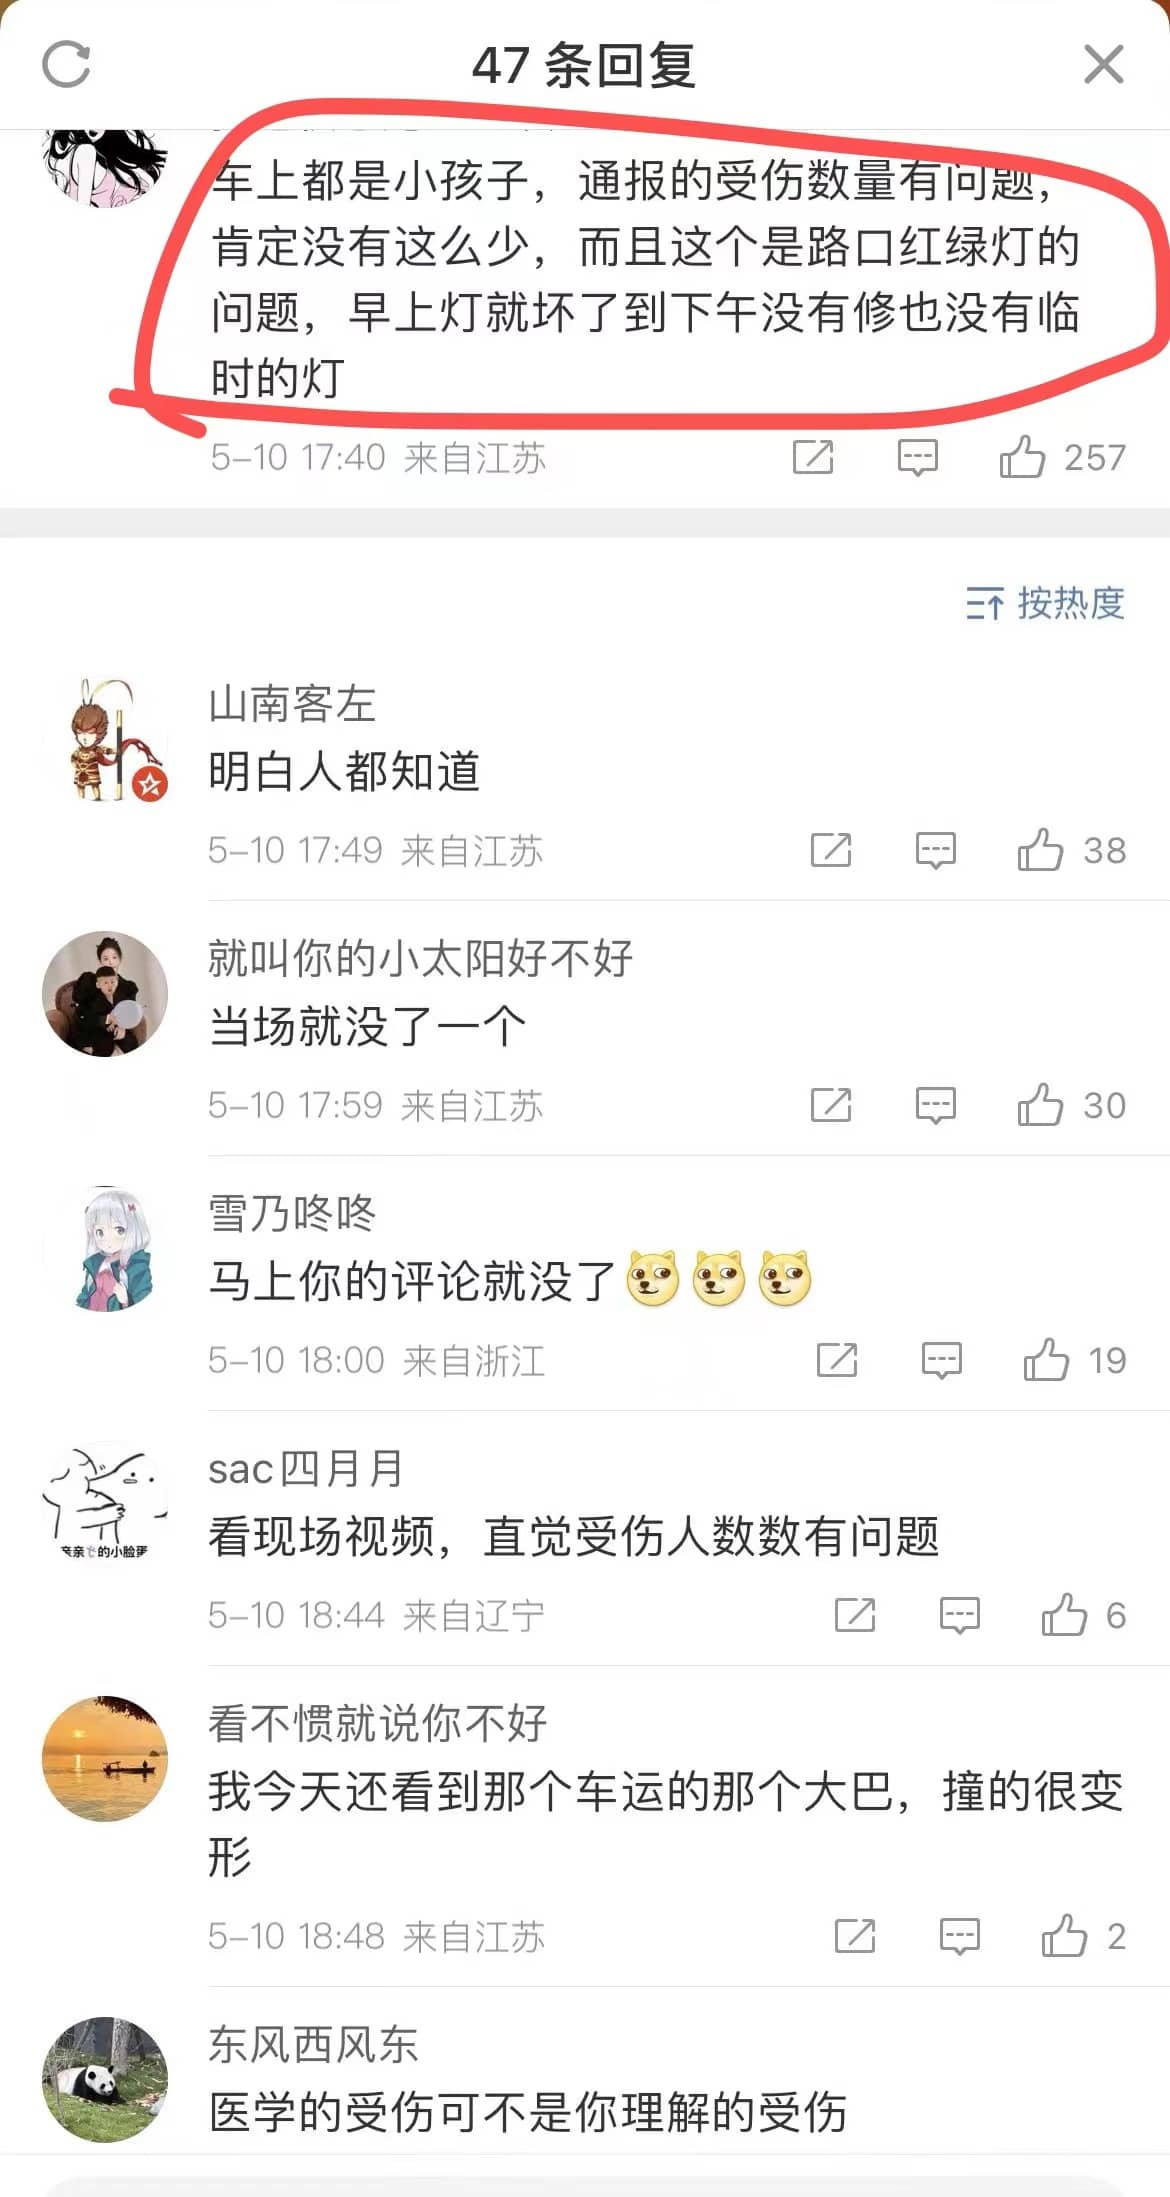 47 条回复
车上都是小孩子，通报的受伤数量有问题，
肯定没有这么少，而且这个是路口红绿灯的
问题，早上灯就坏了到下午没有修也没有临
时的灯
5-10 17:40 来自江苏
257
按热度
山南客左
明白人都知道
5-10 17:49 来自江苏
38
就叫你的小太阳好不好
当场就没了一个
5-10 17:59 来自江苏
30
雪乃咚咚
马上你的评论就没了
5-10 18:00 来自浙江
19
sac四月月
看现场视频，直觉受伤人数数有问题
5-10 18:44 来自辽宁
6
的小脸
看不惯就说你不好
我今天还看到那个车运的那个大巴，撞的很变
形
5-10 18:48 来自江苏
2
东风西风东
医学的受伤可不是你理解的受伤